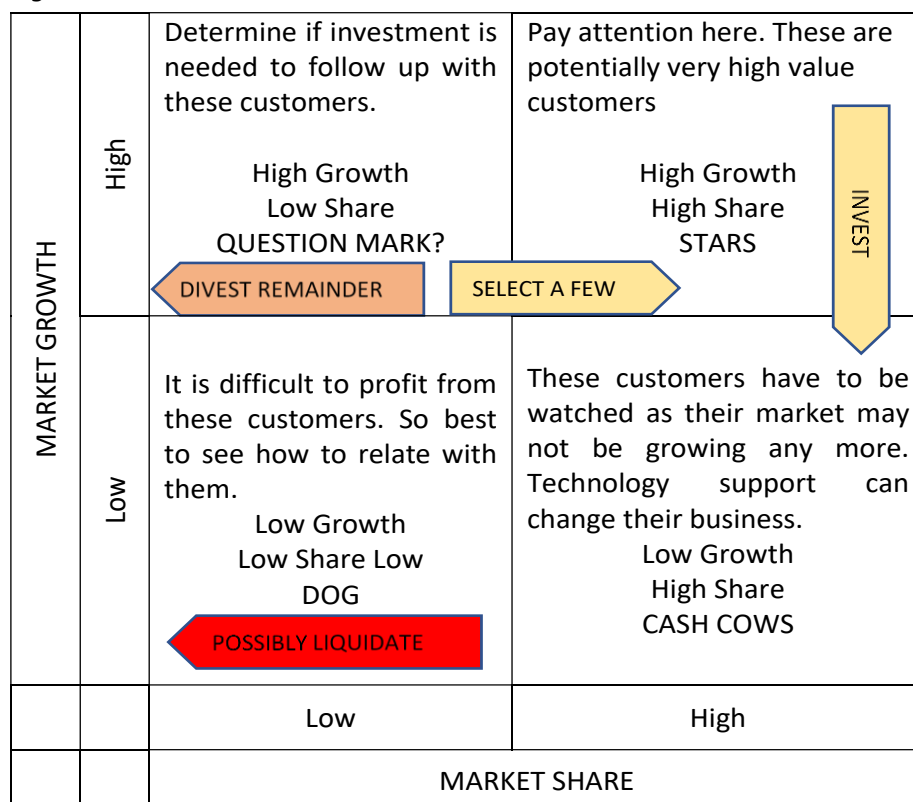 Determine if investment is
needed to follow up with
these customers.
High Growth
Low Share
QUESTION MARK?
DIVEST REMAINDER
SELECT A FEW
Pay attention here. These are
potentially very high value
customers
High Growth
High Share
STARS
INVEST
High
MARKET GROWTH
Low
It is difficult to profit from
these customers. So best
to see how to relate with
them.
Low Growth
Low Share Low
DOG
POSSIBLY LIQUIDATE
These customers have to be
watched as their market may
not be growing any more.
Technology support can
change their business.
Low Growth
High Share
CASH COWS
Low
High
MARKET SHARE